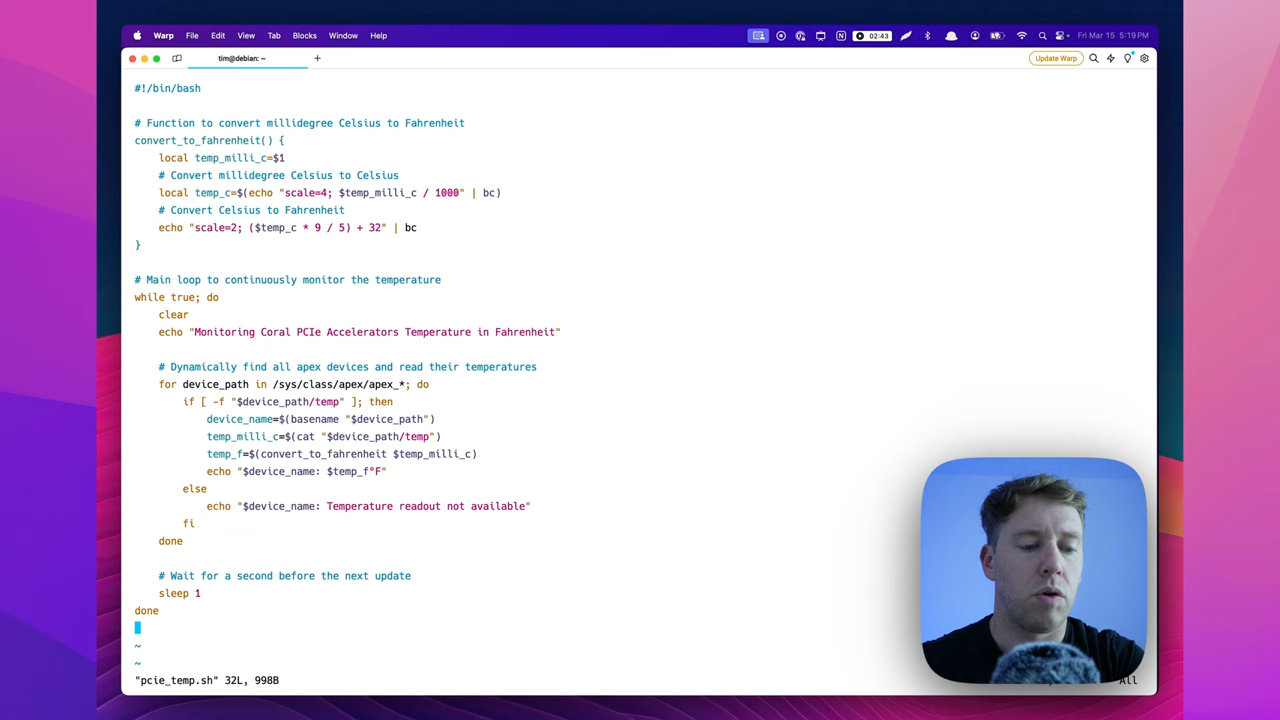 Warp File Edit View Tab Blocks Window Help 02:43 Fri Mar 15 5:19 PM
tim@debian: ~ + Update Warp
#!/bin/bash
# Function to convert millidegree Celsius to Fahrenheit
convert_to_fahrenheit() {
    local temp_milli_c=$1
    # Convert millidegree Celsius to Celsius
    local temp_c=$(echo "scale=4; $temp_milli_c / 1000" | bc)
    # Convert Celsius to Fahrenheit
    echo "scale=2; ($temp_c * 9 / 5) + 32" | bc
}
# Main loop to continuously monitor the temperature
while true; do
    clear
    echo "Monitoring Coral PCIe Accelerators Temperature in Fahrenheit"
    # Dynamically find all apex devices and read their temperatures
    for device_path in /sys/class/apex/apex_*; do
        if [ -f "$device_path/temp" ]; then
            device_name=$(basename "$device_path")
            temp_milli_c=$(cat "$device_path/temp")
            temp_f=$(convert_to_fahrenheit $temp_milli_c)
            echo "$device_name: $temp_f°F"
        else
            echo "$device_name: Temperature readout not available"
        fi
    done
    # Wait for a second before the next update
    sleep 1
done
~
~
"pcie_temp.sh" 32L, 998B All